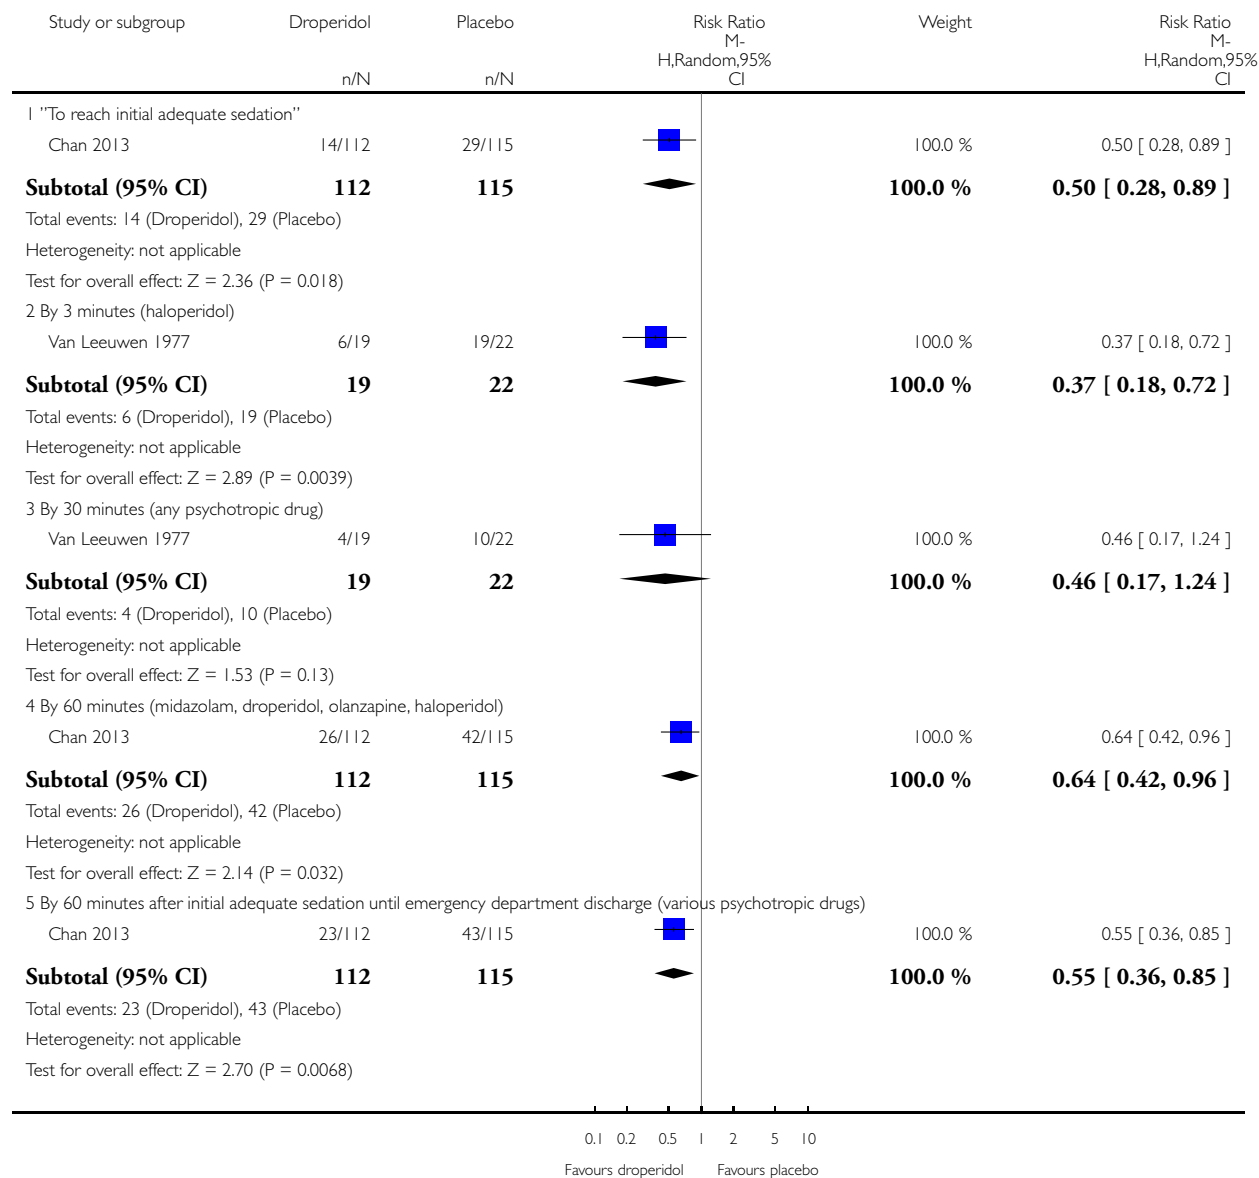 Study or subgroup Droperidol Placebo Risk Ratio Weight Risk Ratio
M- M-
H,Random,95% H,Random,95%
n/N n/N CI CI
1 ”To reach initial adequate sedation”
Chan 2013 14/112 29/115 100.0 % 0.50 [ 0.28, 0.89 ]
Subtotal (95% CI) 112 115 100.0 % 0.50 [ 0.28, 0.89 ]
Total events: 14 (Droperidol), 29 (Placebo)
Heterogeneity: not applicable
Test for overall effect: Z = 2.36 (P = 0.018)
2 By 3 minutes (haloperidol)
Van Leeuwen 1977 6/19 19/22 100.0 % 0.37 [ 0.18, 0.72 ]
Subtotal (95% CI) 19 22 100.0 % 0.37 [ 0.18, 0.72 ]
Total events: 6 (Droperidol), 19 (Placebo)
Heterogeneity: not applicable
Test for overall effect: Z = 2.89 (P = 0.0039)
3 By 30 minutes (any psychotropic drug)
Van Leeuwen 1977 4/19 10/22 100.0 % 0.46 [ 0.17, 1.24 ]
Subtotal (95% CI) 19 22 100.0 % 0.46 [ 0.17, 1.24 ]
Total events: 4 (Droperidol), 10 (Placebo)
Heterogeneity: not applicable
Test for overall effect: Z = 1.53 (P = 0.13)
4 By 60 minutes (midazolam, droperidol, olanzapine, haloperidol)
Chan 2013 26/112 42/115 100.0 % 0.64 [ 0.42, 0.96 ]
Subtotal (95% CI) 112 115 100.0 % 0.64 [ 0.42, 0.96 ]
Total events: 26 (Droperidol), 42 (Placebo)
Heterogeneity: not applicable
Test for overall effect: Z = 2.14 (P = 0.032)
5 By 60 minutes after initial adequate sedation until emergency department discharge (various psychotropic drugs)
Chan 2013 23/112 43/115 100.0 % 0.55 [ 0.36, 0.85 ]
Subtotal (95% CI) 112 115 100.0 % 0.55 [ 0.36, 0.85 ]
Total events: 23 (Droperidol), 43 (Placebo)
Heterogeneity: not applicable
Test for overall effect: Z = 2.70 (P = 0.0068)
0.1 0.2 0.5 1 2 5 10
Favours droperidol Favours placebo